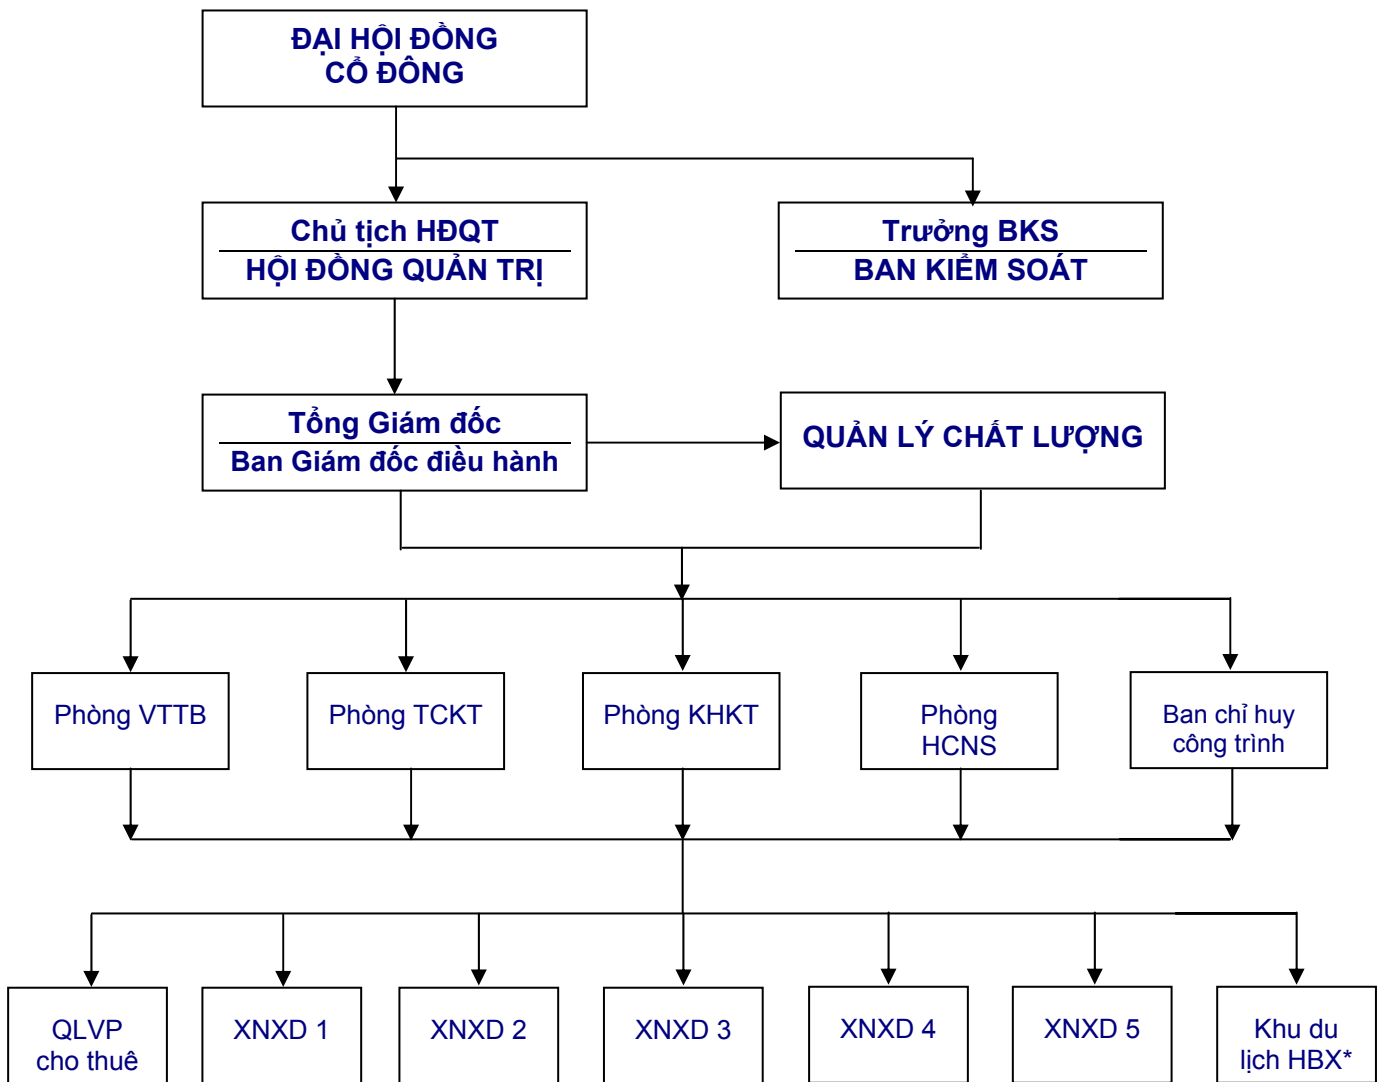 ĐẠI HỘI ĐỒNG
CỔ ĐÔNG
Chủ tịch HĐQT
HỘI ĐỒNG QUẢN TRỊ
Trưởng BKS
BAN KIỂM SOÁT
Tổng Giám đốc
Ban Giám đốc điều hành
QUẢN LÝ CHẤT LƯỢNG
Phòng VTTB
Phòng TCKT
Phòng KHKT
Phòng
HCNS
Ban chỉ huy
công trình
QLVP
cho thuê
XNXD 1
XNXD 2
XNXD 3
XNXD 4
XNXD 5
Khu du
lịch HBX*